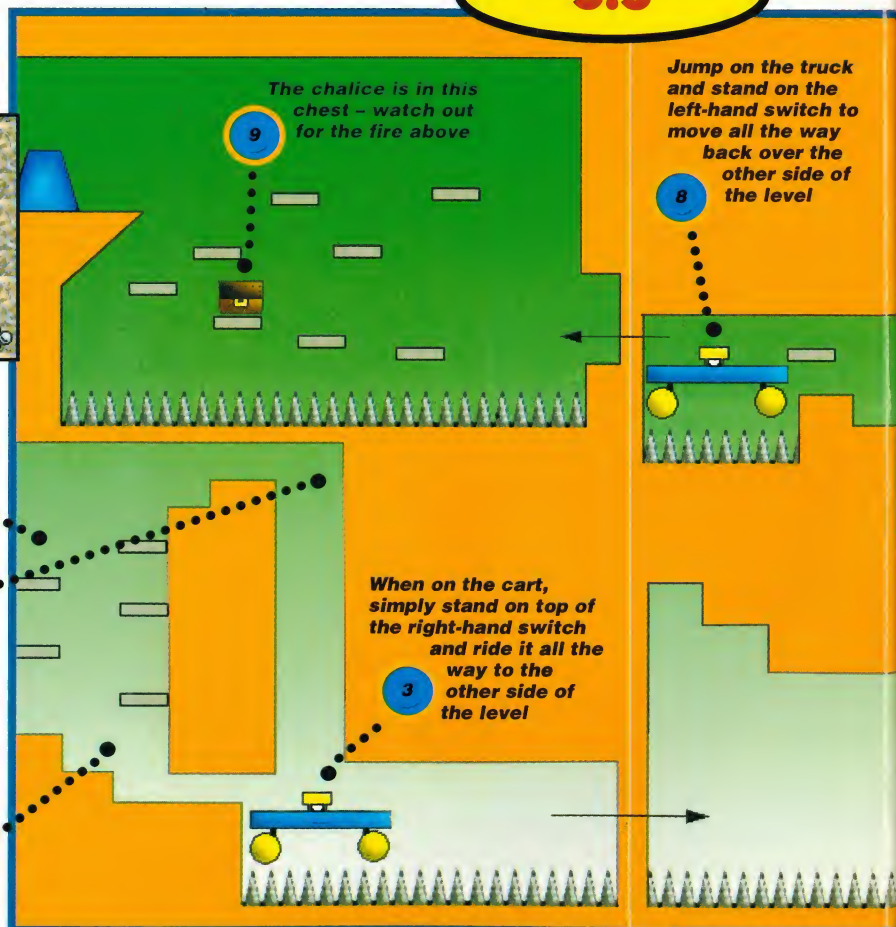 The chalice is in this
chest – watch out
for the fire above
9
Jump on the truck
and stand on the
left-hand switch to
move all the way
back over the
other side of
the level
8
When on the cart,
simply stand on top of
the right-hand switch
and ride it all the
way to the
other side of
the level
3